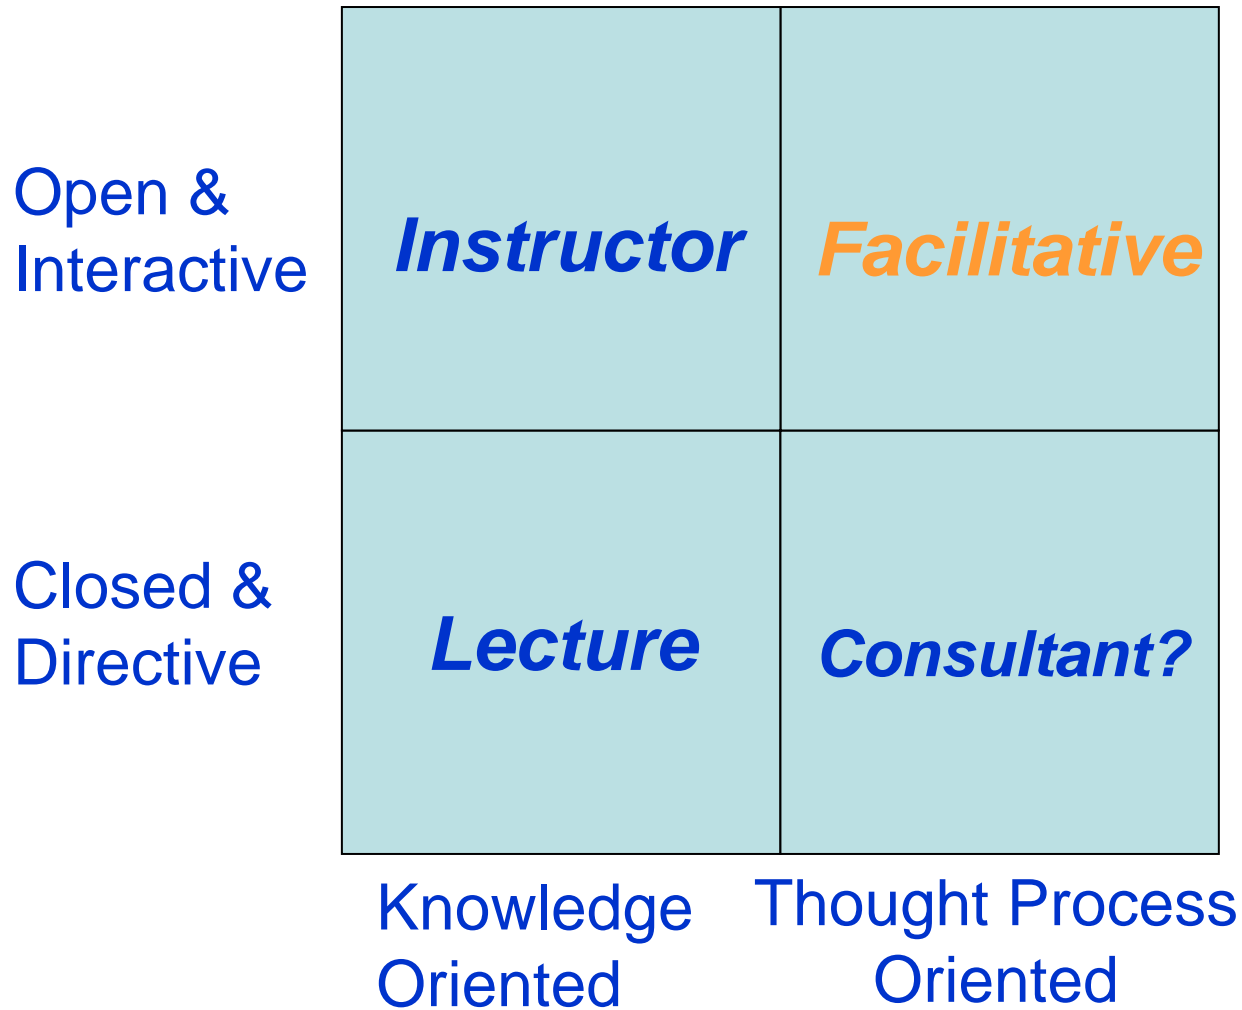 Open &
Interactive
Instructor
Facilitative
Closed &
Directive
Lecture
Consultant?
Knowledge
Oriented
Thought Process
Oriented